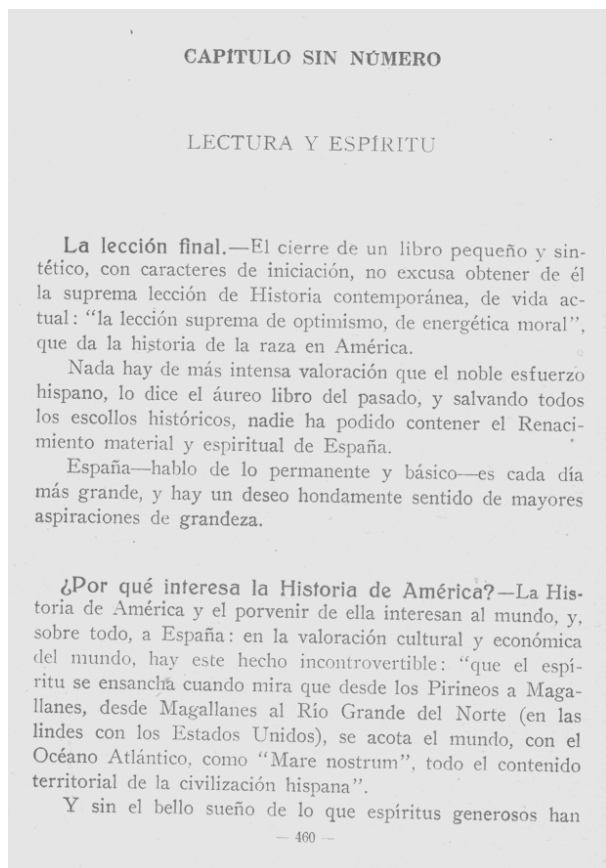 CAPÍTULO SIN NÚMERO
LECTURA Y ESPÍRITU
La lección final.—El cierre de un libro pequeño y sin-
tético, con caracteres de iniciación, no excusa obtener de él
la suprema lección de Historia contemporánea, de vida ac-
tual: “la lección suprema de optimismo, de energética moral”,
que da la historia de la raza en América.
Nada hay de más intensa valoración que el noble esfuerzo
hispano, lo dice el áureo libro del pasado, y salvando todos
los escollos históricos, nadie ha podido contener el Renaci-
miento material y espiritual de España.
España—hablo de lo permanente y básico—es cada día
más grande, y hay un deseo hondamente sentido de mayores
aspiraciones de grandeza.
¿Por qué interesa la Historia de América?—La His-
toria de América y el porvenir de ella interesan al mundo, y,
sobre todo, a España: en la valoración cultural y económica
del mundo, hay este hecho incontrovertible: “que el espí-
ritu se ensancha cuando mira que desde los Pirineos a Maga-
llanes, desde Magallanes al Río Grande del Norte (en las
lindes con los Estados Unidos), se acota el mundo, con el
Océano Atlántico, como “Mare nostrum”, todo el contenido
territorial de la civilización hispana”.
Y sin el bello sueño de lo que espíritus generosos han
— 460 —